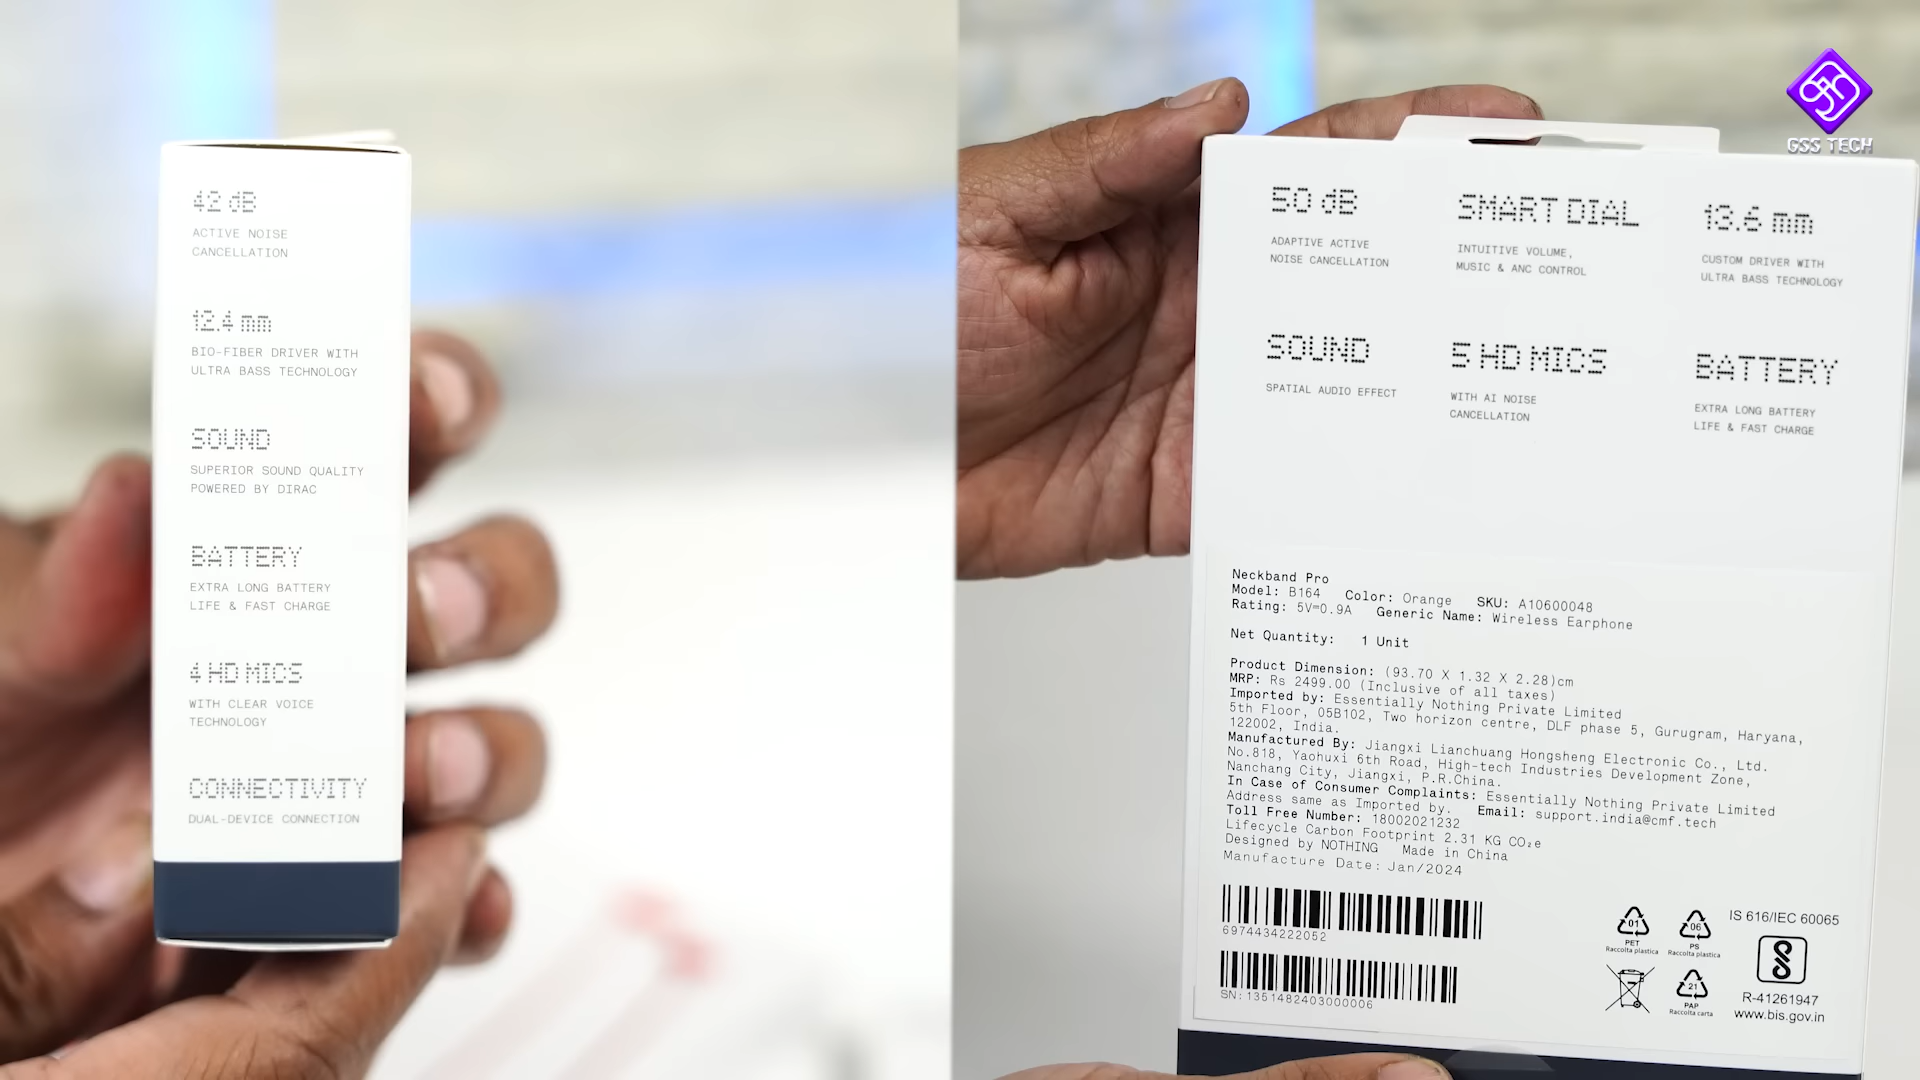 42 dB
ACTIVE NOISE
CANCELLATION
12.4 mm
BIO-FIBER DRIVER WITH
ULTRA BASS TECHNOLOGY
SOUND
SUPERIOR SOUND QUALITY
POWERED BY DIRAC
BATTERY
EXTRA LONG BATTERY
LIFE & FAST CHARGE
4 HD MICS
WITH CLEAR VOICE
TECHNOLOGY
CONNECTIVITY
DUAL-DEVICE CONNECTION
50 dB
ADAPTIVE ACTIVE
NOISE CANCELLATION
SMART DIAL
INTUITIVE VOLUME,
MUSIC & ANC CONTROL
13.6 mm
CUSTOM DRIVER WITH
ULTRA BASS TECHNOLOGY
SOUND
SPATIAL AUDIO EFFECT
5 HD MICS
WITH AI NOISE
CANCELLATION
BATTERY
EXTRA LONG BATTERY
LIFE & FAST CHARGE
Neckband Pro
Model: B164 Color: Orange SKU: A10600048
Rating: 5V⎓0.9A Generic Name: Wireless Earphone
Net Quantity: 1 Unit
Product Dimension: (93.70 X 1.32 X 2.28)cm
MRP: Rs 2499.00 (Inclusive of all taxes)
Imported by: Essentially Nothing Private Limited
5th Floor, 05B102, Two horizon centre, DLF phase 5, Gurugram, Haryana,
122002, India.
Manufactured By: Jiangxi Lianchuang Hongsheng Electronic Co., Ltd.
No.818, Yaohuxi 6th Road, High-tech Industries Development Zone,
Nanchang City, Jiangxi, P.R.China.
In Case of Consumer Complaints: Essentially Nothing Private Limited
Address same as Imported by. Email: support.india@cmf.tech
Toll Free Number: 18002021232
Lifecycle Carbon Footprint 2.31 KG CO₂e
Designed by NOTHING Made in China
Manufacture Date: Jan/2024
6974434222052
SN: 1351482403000006
01
PET
Raccolta plastica
06
PS
Raccolta plastica
21
PAP
Raccolta carta
IS 616/IEC 60065
R-41261947
www.bis.gov.in
GSS TECH